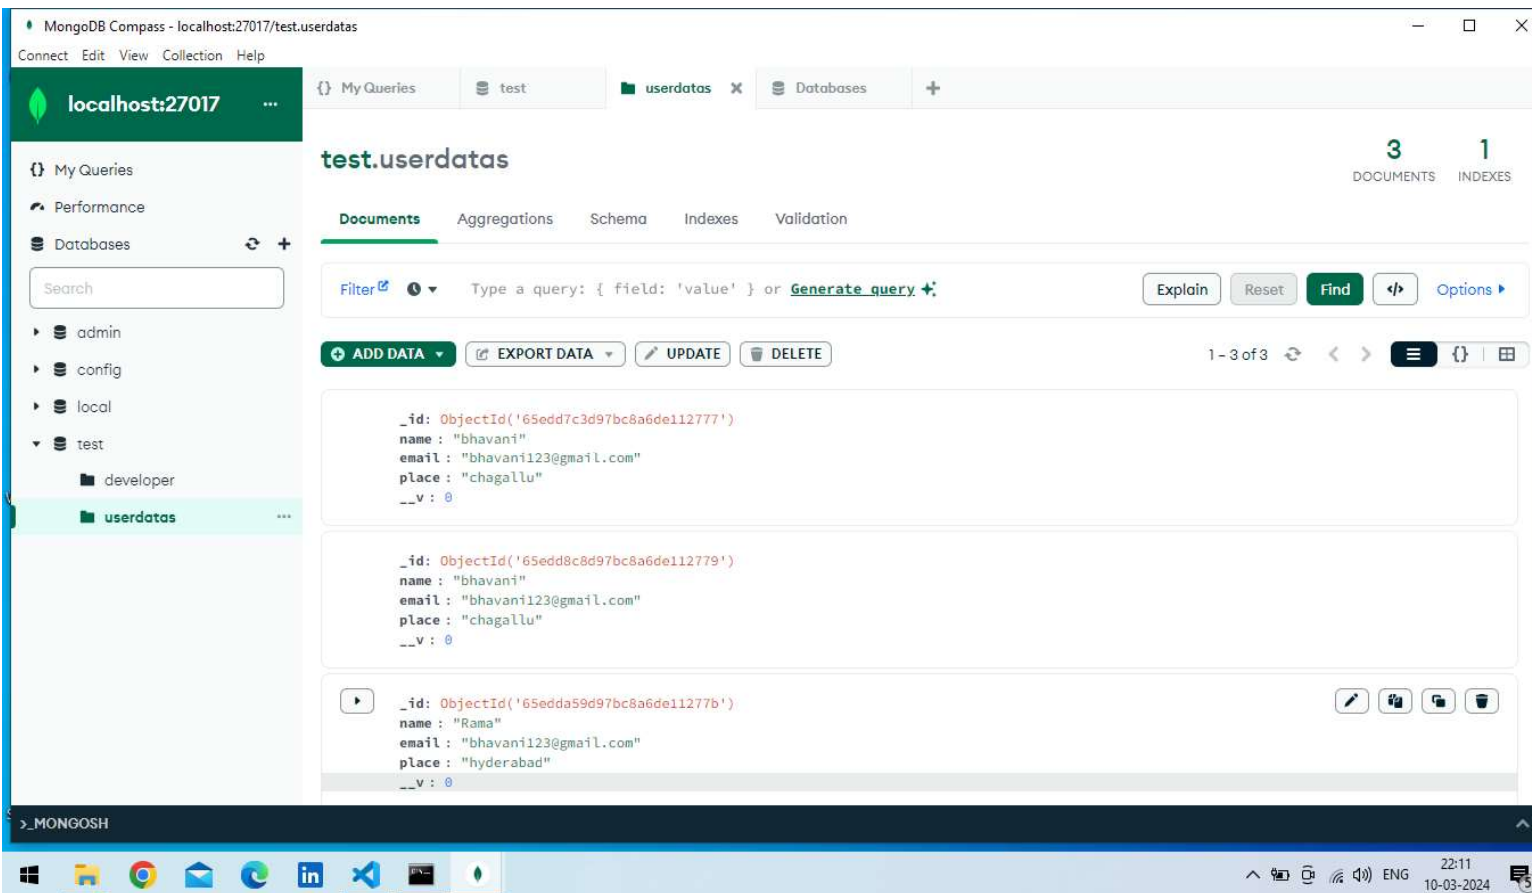 MongoDB Compass - localhost:27017/test.userdatas
Connect Edit View Collection Help
localhost:27017 ...
{} My Queries
Performance
Databases
Search
admin
config
local
test
developer
userdatas ...
{} My Queries test userdatas Databases
test.userdatas
3 1
DOCUMENTS INDEXES
Documents Aggregations Schema Indexes Validation
Filter Type a query: { field: 'value' } or Generate query Explain Reset Find </> Options
ADD DATA EXPORT DATA UPDATE DELETE 1 – 3 of 3 {}
_id: ObjectId('65edd7c3d97bc8a6de112777')
name : "bhavani"
email : "bhavani123@gmail.com"
place : "chagallu"
__v : 0
_id: ObjectId('65edd8c8d97bc8a6de112779')
name : "bhavani"
email : "bhavani123@gmail.com"
place : "chagallu"
__v : 0
_id: ObjectId('65edda59d97bc8a6de11277b')
name : "Rama"
email : "bhavani123@gmail.com"
place : "hyderabad"
__v : 0
>_MONGOSH
ENG 22:11
10-03-2024 5